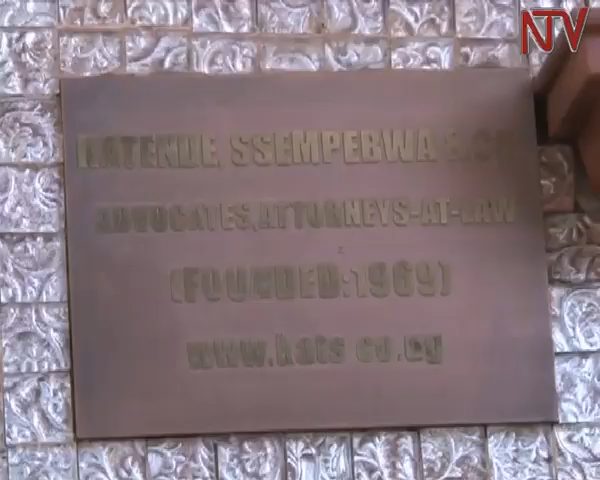 NTV
KATENDE, SSEMPEBWA & CO
ADVOCATES, ATTORNEYS-AT-LAW
(FOUNDED:1969)
www.kats.co.ug